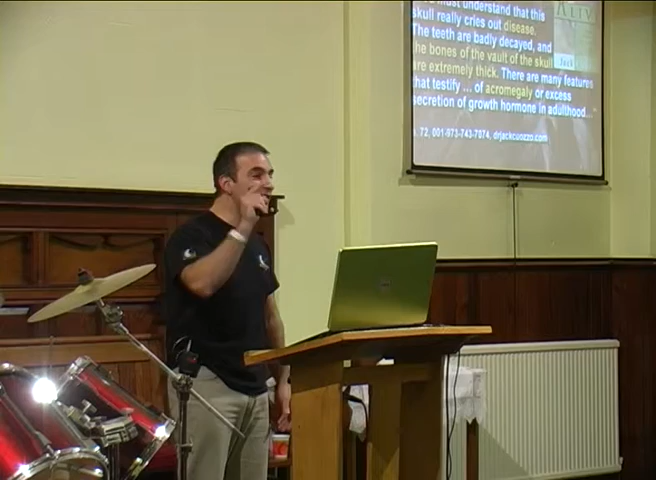 must understand that this
skull really cries out disease.
The teeth are badly decayed, and
the bones of the vault of the skull
are extremely thick. There are many features
that testify ... of acromegaly or excess
secretion of growth hormone in adulthood...
p. 72, 001-973-743-7074, drjackcuozzo.com